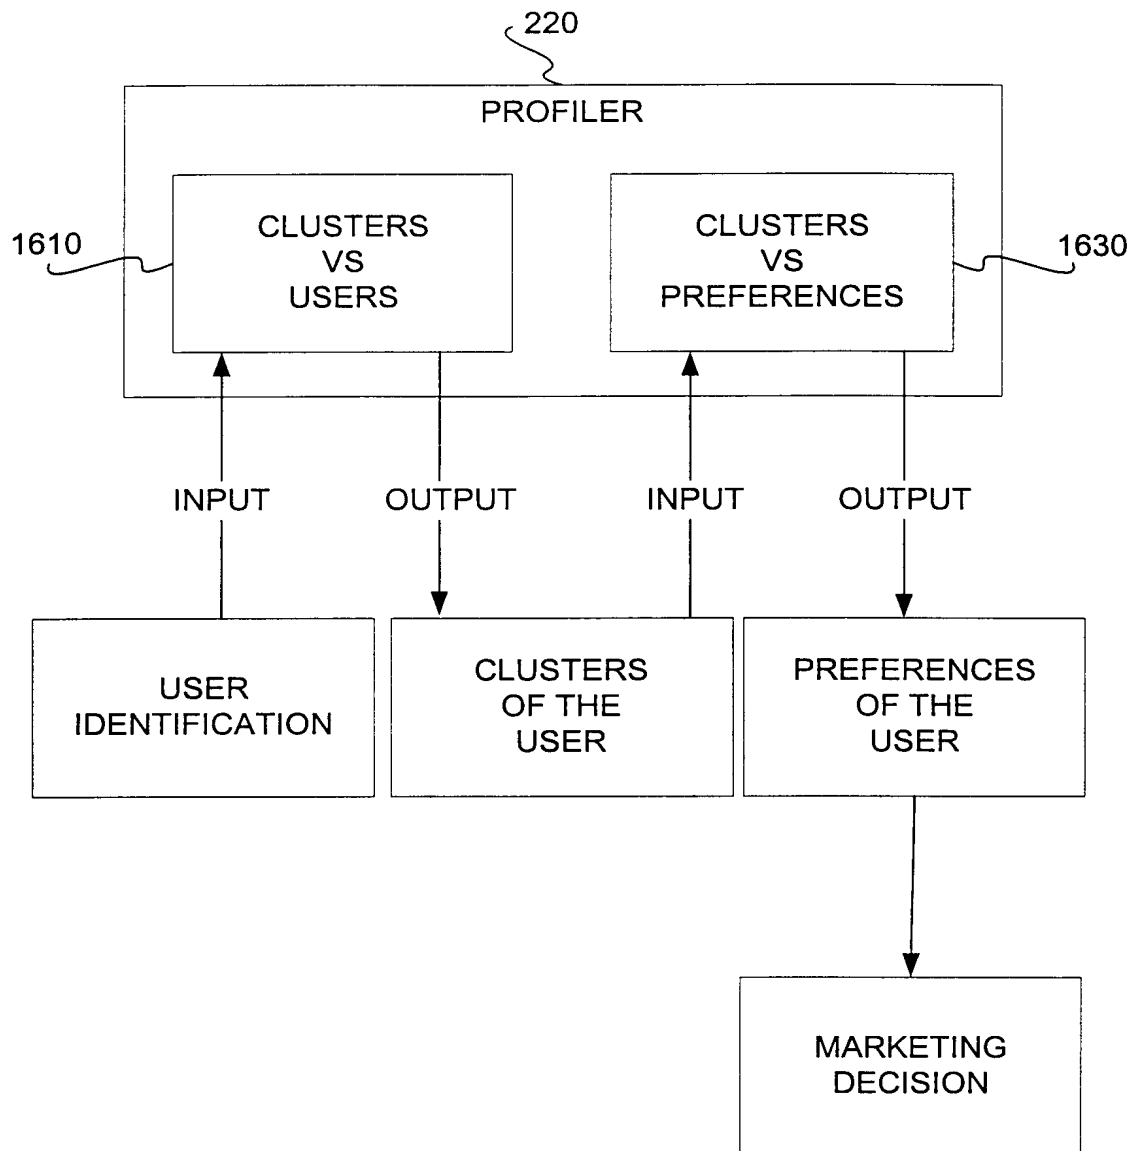 220
PROFILER
CLUSTERS
VS
USERS
CLUSTERS
VS
PREFERENCES
1610
1630
INPUT
OUTPUT
INPUT
OUTPUT
USER
IDENTIFICATION
CLUSTERS
OF THE
USER
PREFERENCES
OF THE
USER
MARKETING
DECISION